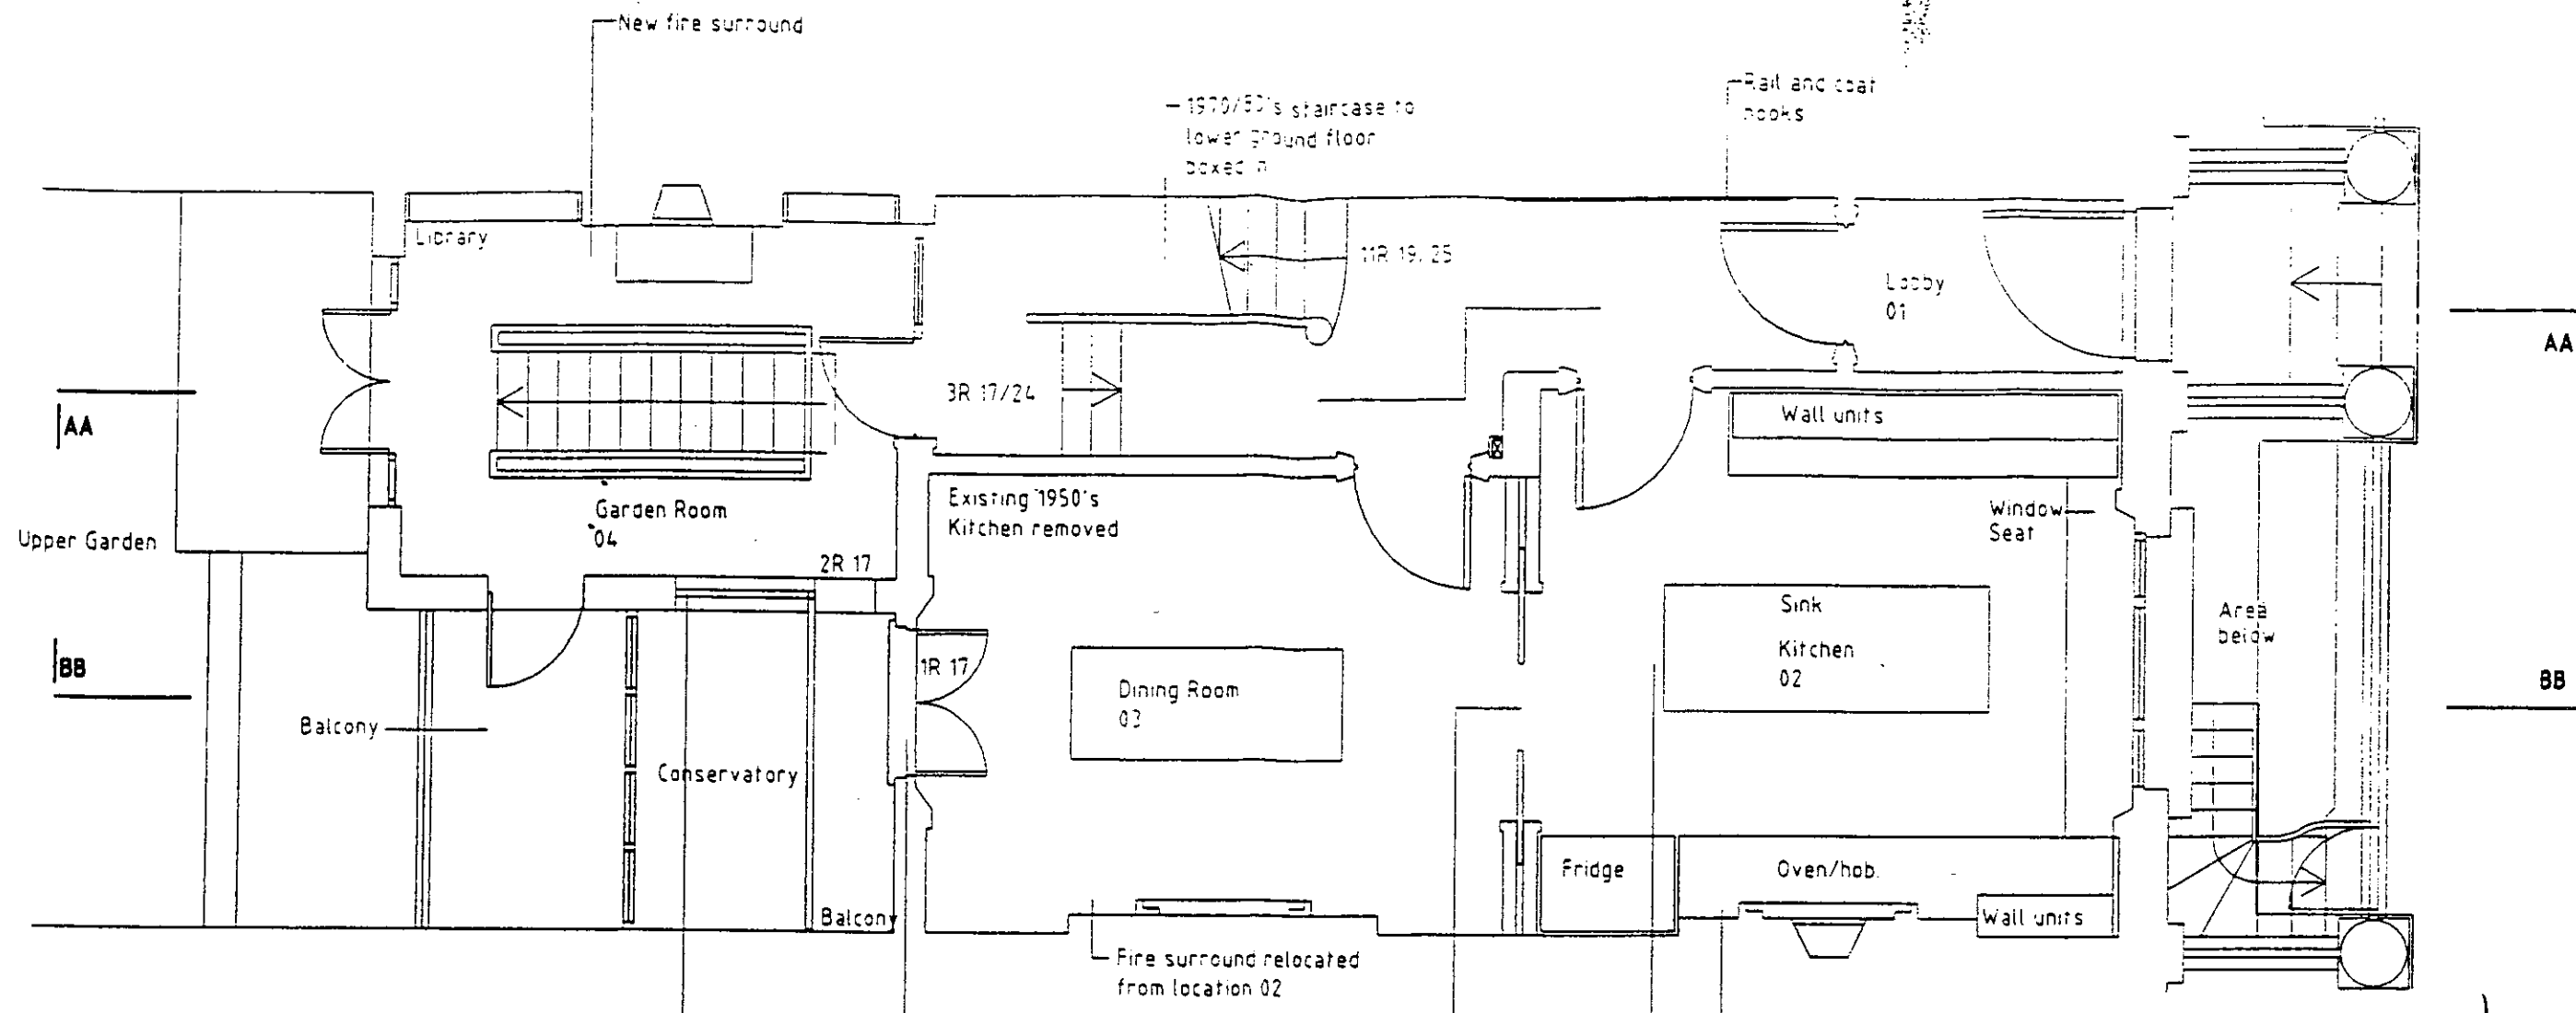 New fire surround
1970/80's staircase to
lower ground floor
boxed in
Rail and coat
hooks
Library
11R 19/25
Lobby
01
AA
AA
3R 17/24
Wall units
Existing 1950's
Kitchen removed
Garden Room
04
Window
Seat
Upper Garden
2R 17
Sink
Kitchen
02
Area
below
BB
BB
1R 17
Dining Room
03
Balcony
Conservatory
Fridge
Oven/hob.
Balcon
Wall units
Fire surround relocated
from location 02